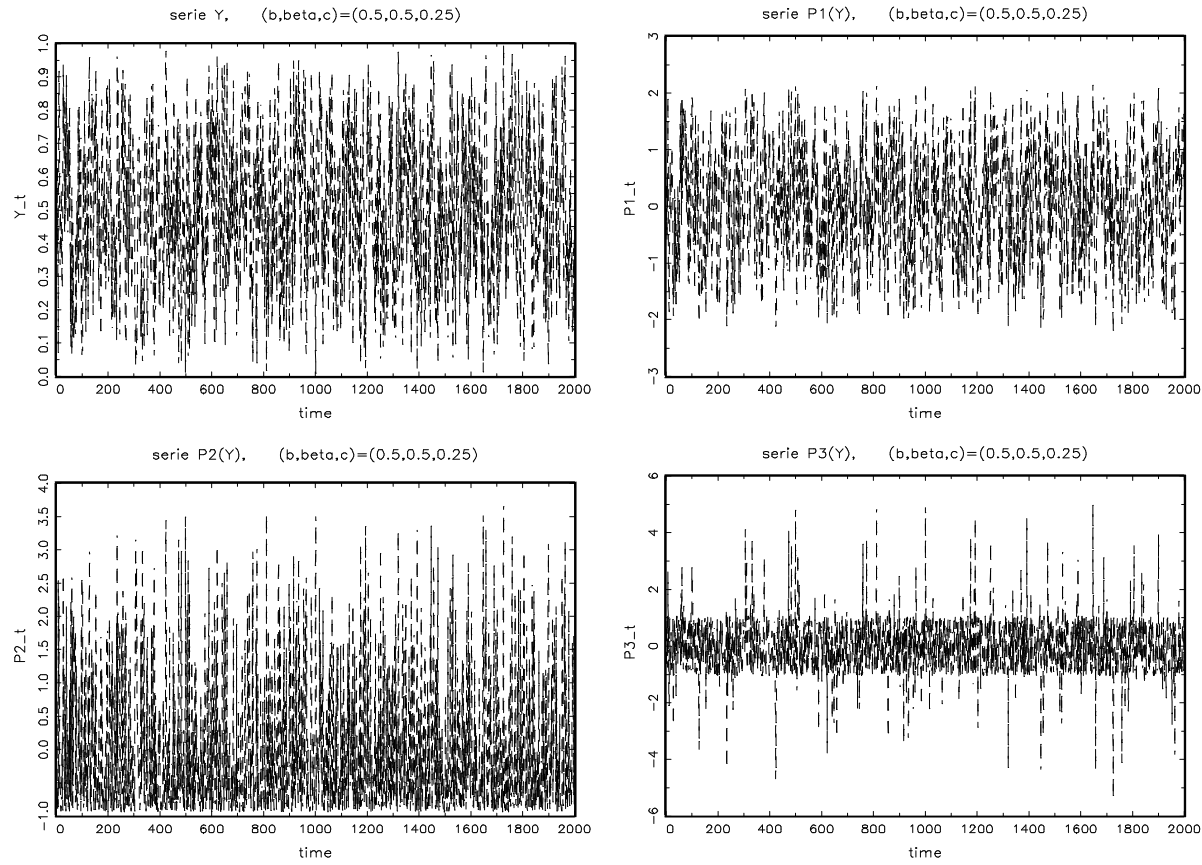 serie Y, (b,beta,c)=(0.5,0.5,0.25)
Y_t
1.0
0.9
0.8
0.7
0.6
0.5
0.4
0.3
0.2
0.1
0.0
0 200 400 600 800 1000 1200 1400 1600 1800 2000
time
serie P1(Y), (b,beta,c)=(0.5,0.5,0.25)
P1_t
3
2
1
0
-1
-2
-3
0 200 400 600 800 1000 1200 1400 1600 1800 2000
time
serie P2(Y), (b,beta,c)=(0.5,0.5,0.25)
P2_t
4.0
3.5
3.0
2.5
2.0
1.5
1.0
0.5
0.0
-1.0
0 200 400 600 800 1000 1200 1400 1600 1800 2000
time
serie P3(Y), (b,beta,c)=(0.5,0.5,0.25)
P3_t
6
4
2
0
-2
-4
-6
0 200 400 600 800 1000 1200 1400 1600 1800 2000
time